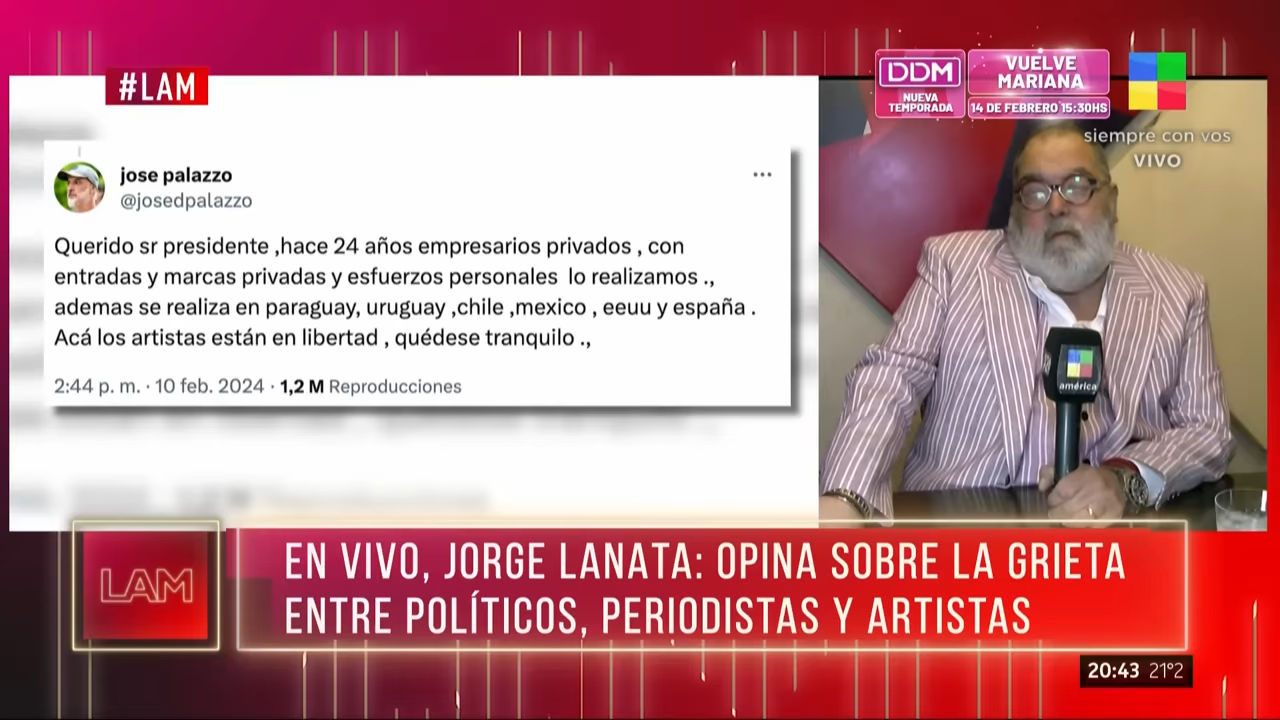 #LAM
DDM
NUEVA
TEMPORADA
VUELVE
MARIANA
14 DE FEBRERO 15:30HS
siempre con vos
VIVO
jose palazzo
@josedpalazzo
Querido sr presidente ,hace 24 años empresarios privados , con
entradas y marcas privadas y esfuerzos personales lo realizamos .,
ademas se realiza en paraguay, uruguay ,chile ,mexico , eeuu y españa .
Acá los artistas están en libertad , quédese tranquilo .,
2:44 p. m. · 10 feb. 2024 · 1,2 M Reproducciones
américa
LAM
EN VIVO, JORGE LANATA: OPINA SOBRE LA GRIETA
ENTRE POLÍTICOS, PERIODISTAS Y ARTISTAS
20:43 21°2